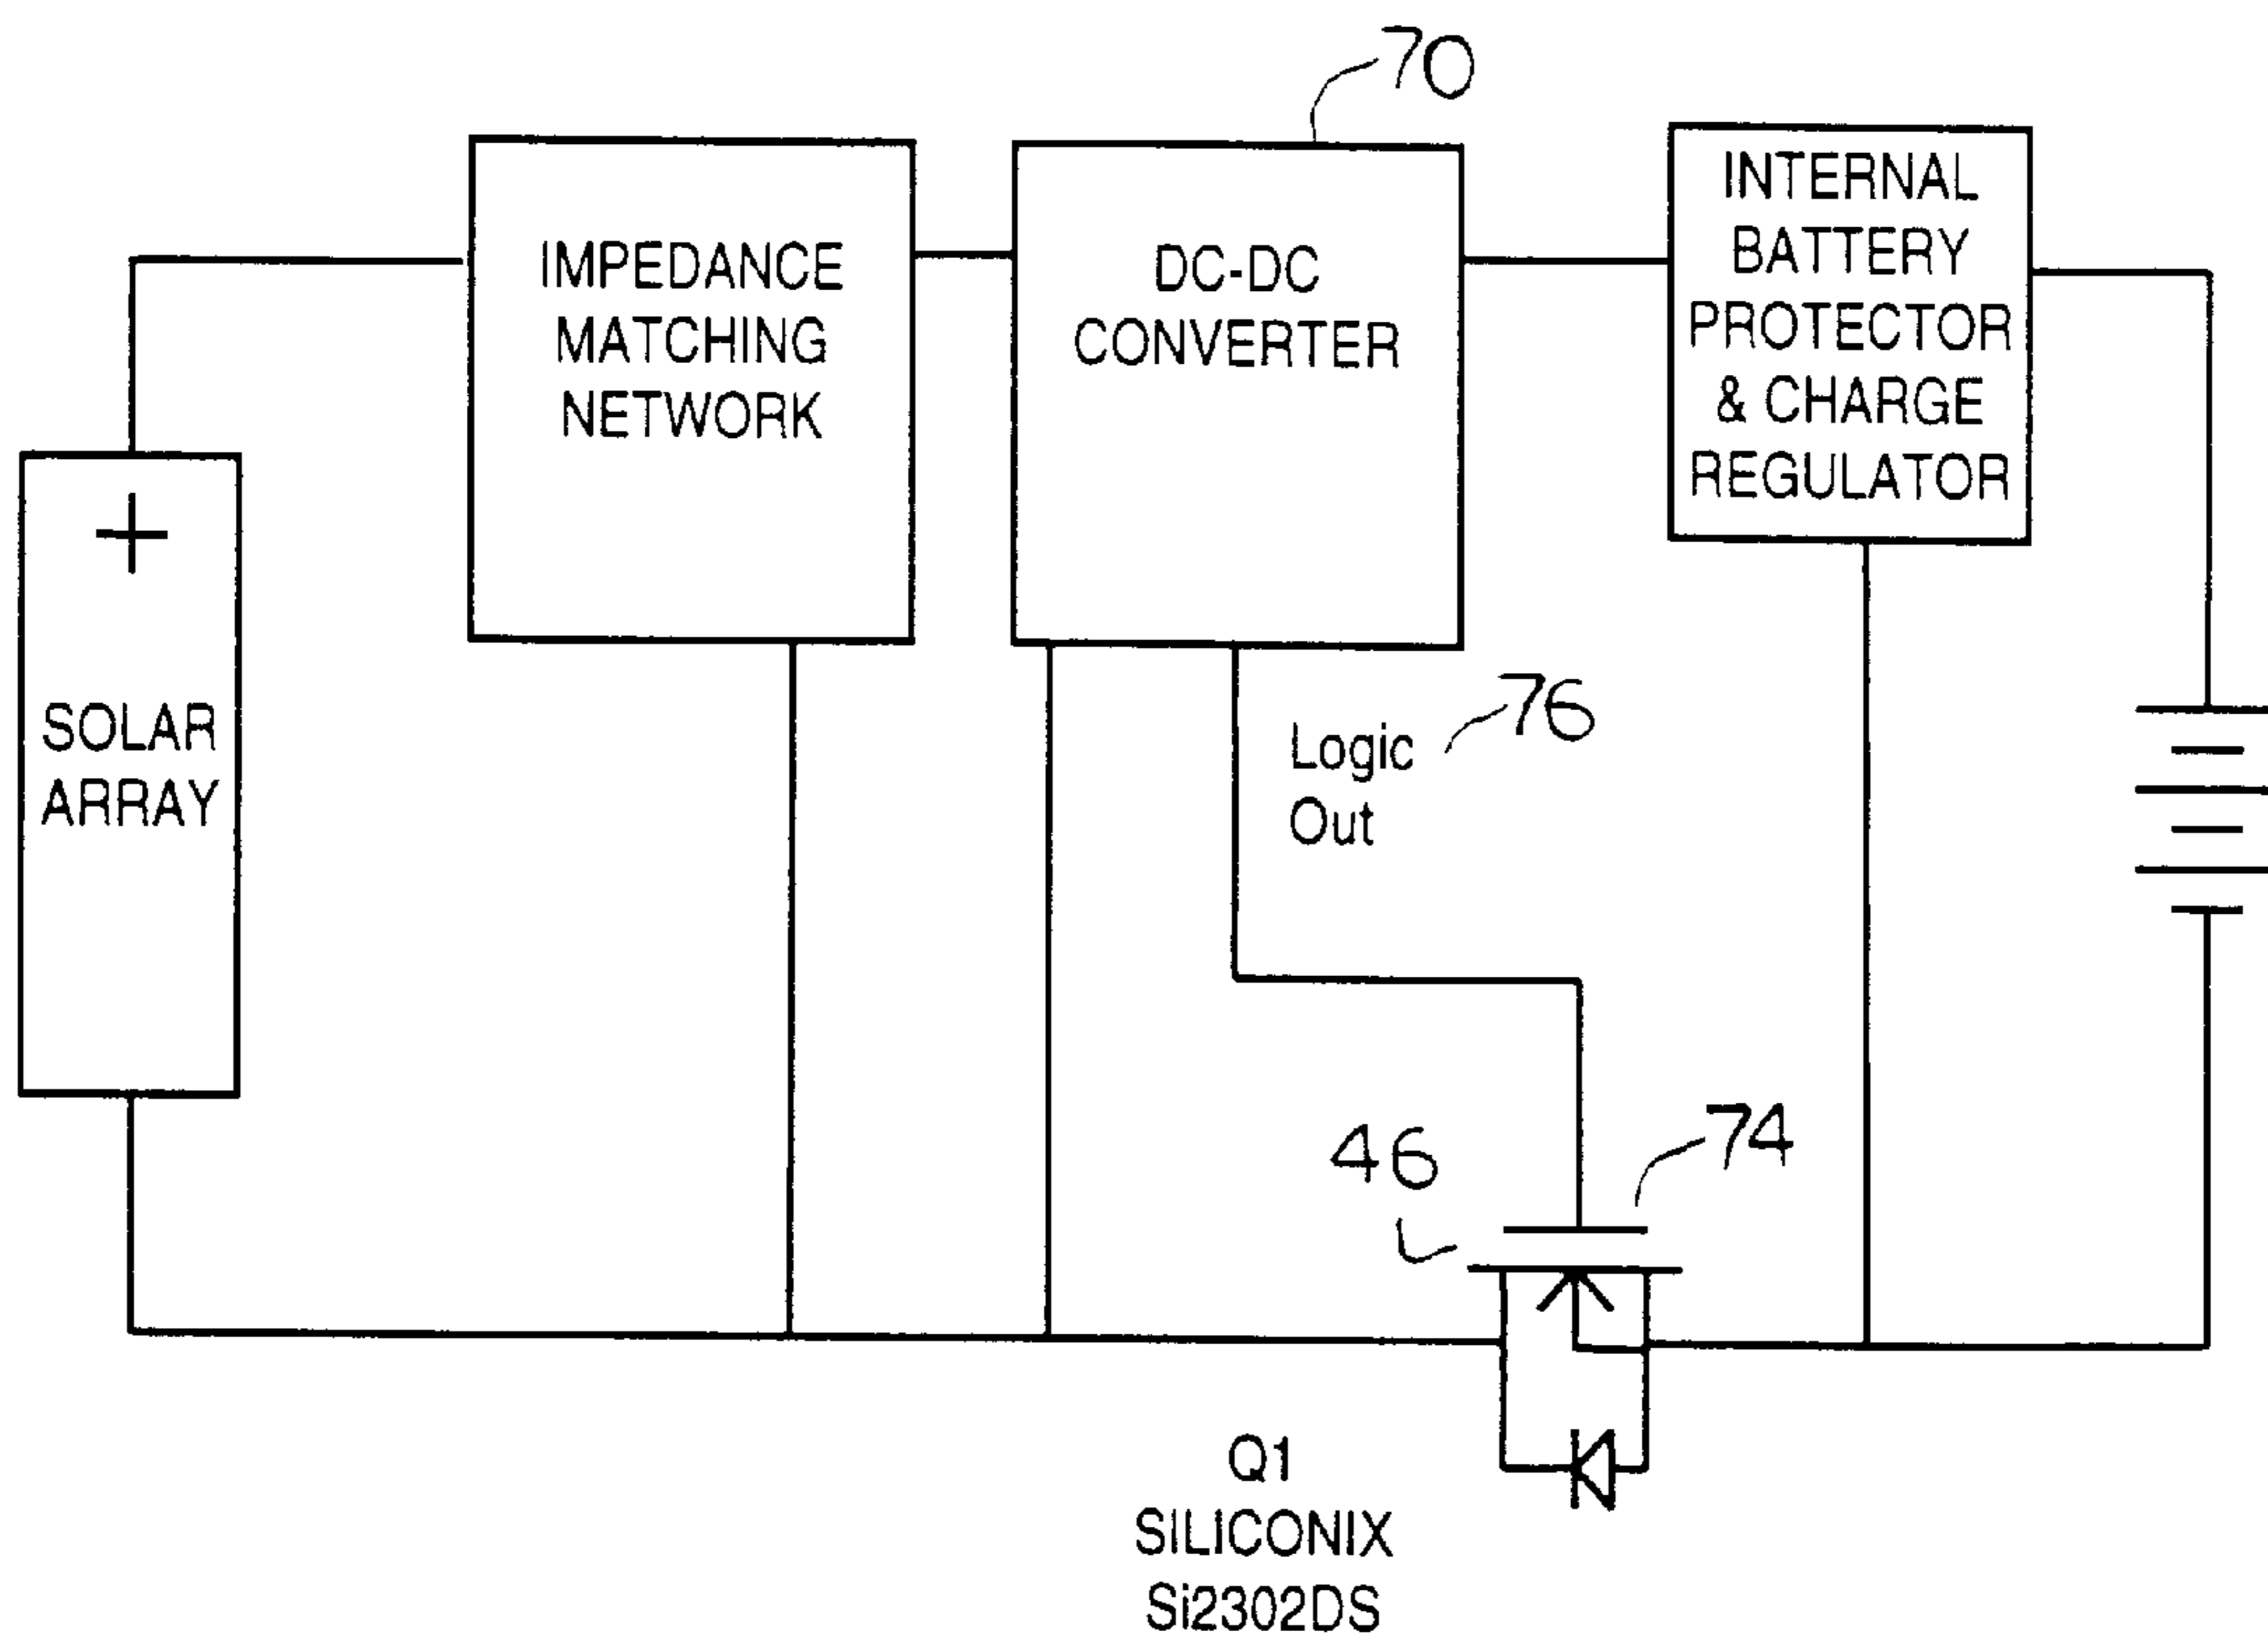 70
IMPEDANCE
MATCHING
NETWORK
DC-DC
CONVERTER
INTERNAL
BATTERY
PROTECTOR
& CHARGE
REGULATOR
+
SOLAR
ARRAY
Logic
Out
76
46
74
Q1
SILICONIX
Si2302DS